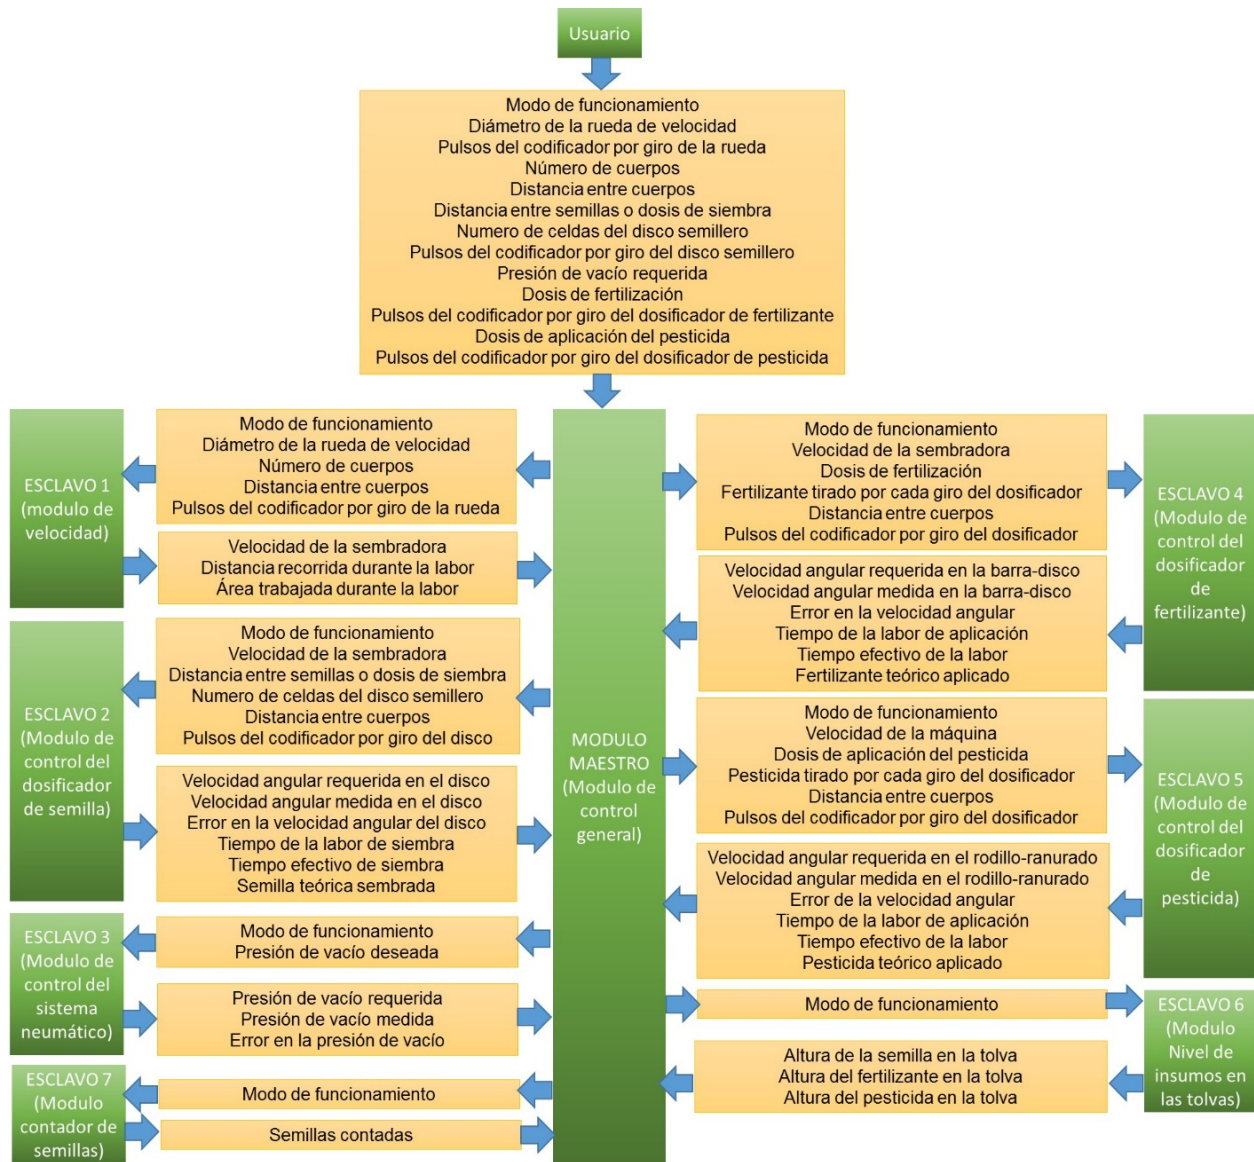 Usuario
Modo de funcionamiento
Diámetro de la rueda de velocidad
Pulsos del codificador por giro de la rueda
Número de cuerpos
Distancia entre cuerpos
Distancia entre semillas o dosis de siembra
Numero de celdas del disco semillero
Pulsos del codificador por giro del disco semillero
Presión de vacío requerida
Dosis de fertilización
Pulsos del codificador por giro del dosificador de fertilizante
Dosis de aplicación del pesticida
Pulsos del codificador por giro del dosificador de pesticida
ESCLAVO 1
(modulo de
velocidad)
Modo de funcionamiento
Diámetro de la rueda de velocidad
Número de cuerpos
Distancia entre cuerpos
Pulsos del codificador por giro de la rueda
Velocidad de la sembradora
Distancia recorrida durante la labor
Área trabajada durante la labor
ESCLAVO 2
(Modulo de
control del
dosificador
de semilla)
Modo de funcionamiento
Velocidad de la sembradora
Distancia entre semillas o dosis de siembra
Numero de celdas del disco semillero
Distancia entre cuerpos
Pulsos del codificador por giro del disco
Velocidad angular requerida en el disco
Velocidad angular medida en el disco
Error en la velocidad angular del disco
Tiempo de la labor de siembra
Tiempo efectivo de siembra
Semilla teórica sembrada
ESCLAVO 3
(Modulo de
control del
sistema
neumático)
Modo de funcionamiento
Presión de vacío deseada
Presión de vacío requerida
Presión de vacío medida
Error en la presión de vacío
ESCLAVO 7
(Modulo
contador de
semillas)
Modo de funcionamiento
Semillas contadas
MODULO
MAESTRO
(Modulo de
control
general)
Modo de funcionamiento
Velocidad de la sembradora
Dosis de fertilización
Fertilizante tirado por cada giro del dosificador
Distancia entre cuerpos
Pulsos del codificador por giro del dosificador
Velocidad angular requerida en la barra-disco
Velocidad angular medida en la barra-disco
Error en la velocidad angular
Tiempo de la labor de aplicación
Tiempo efectivo de la labor
Fertilizante teórico aplicado
ESCLAVO 4
(Modulo de
control del
dosificador
de
fertilizante)
Modo de funcionamiento
Velocidad de la máquina
Dosis de aplicación del pesticida
Pesticida tirado por cada giro del dosificador
Distancia entre cuerpos
Pulsos del codificador por giro del dosificador
Velocidad angular requerida en el rodillo-ranurado
Velocidad angular medida en el rodillo-ranurado
Error de la velocidad angular
Tiempo de la labor de aplicación
Tiempo efectivo de la labor
Pesticida teórico aplicado
ESCLAVO 5
(Modulo de
control del
dosificador
de
pesticida)
Modo de funcionamiento
Altura de la semilla en la tolva
Altura del fertilizante en la tolva
Altura del pesticida en la tolva
ESCLAVO 6
(Modulo
Nivel de
insumos en
las tolvas)